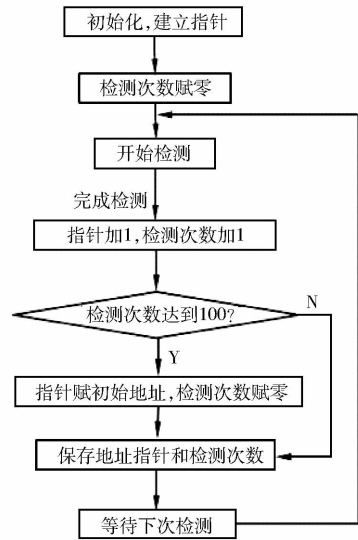 初始化,建立指针
检测次数赋零
开始检测
完成检测
指针加1,检测次数加1
检测次数达到100?
N
Y
指针赋初始地址,检测次数赋零
保存地址指针和检测次数
等待下次检测